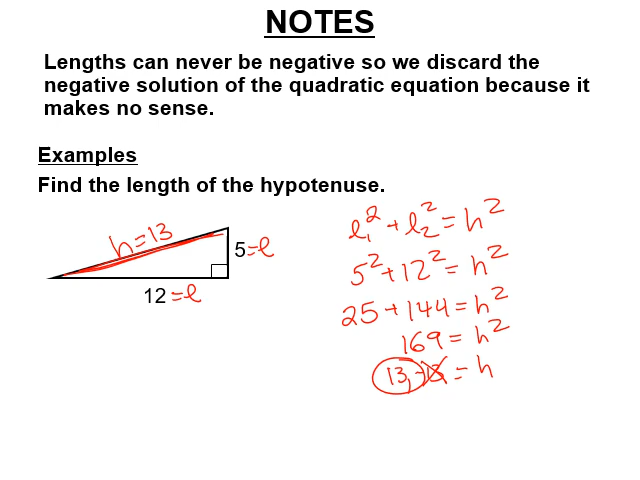 NOTES
Lengths can never be negative so we discard the
negative solution of the quadratic equation because it
makes no sense.
Examples
Find the length of the hypotenuse.
h=13
5=ℓ
12=ℓ
ℓ₁²+ℓ₂²=h²
5²+12²=h²
25+144=h²
169=h²
13,-13=h